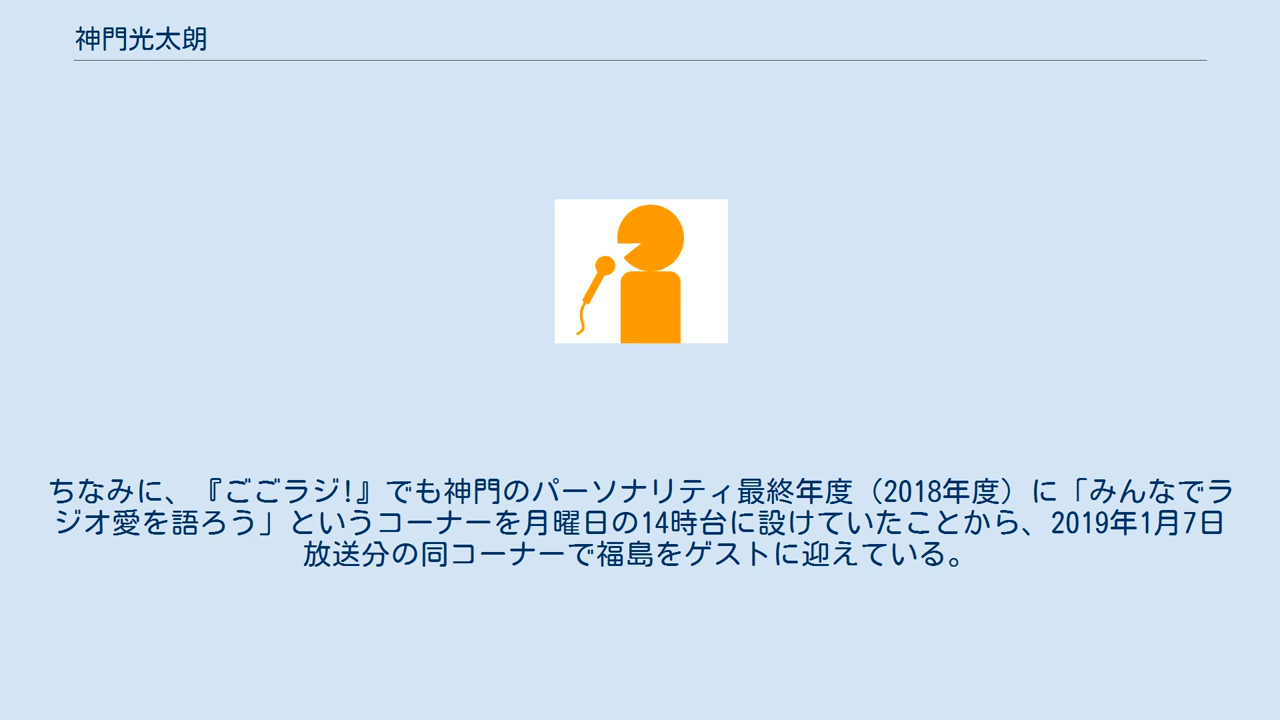 神門光太朗
ちなみに、『ごごラジ!』でも神門のパーソナリティ最終年度（2018年度）に「みんなでラ
ジオ愛を語ろう」というコーナーを月曜日の14時台に設けていたことから、2019年1月7日
放送分の同コーナーで福島をゲストに迎えている。